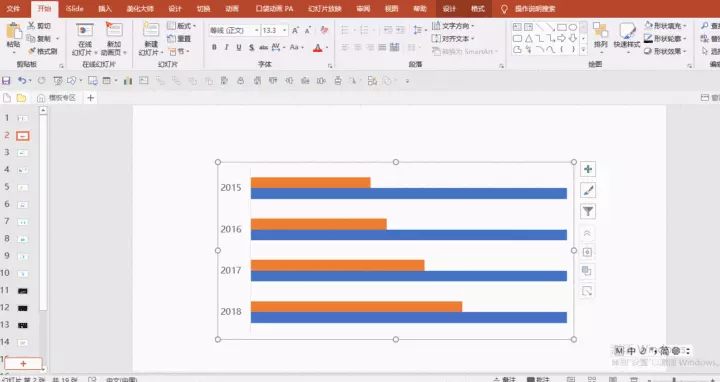 文件 开始 iSlide 插入 美化大师 设计 切换 动画 口袋动画 PA 幻灯片放映 审阅 视图 帮助 设计 格式 操作说明搜索
粘贴 剪切 复制 格式刷
剪贴板
在线幻灯片 新加动画页
在线幻灯片
新建幻灯片 版式 重置 节
幻灯片
等线 (正文) 13.3
字体
文字方向 对齐文本 转换为 SmartArt
段落
排列 快速样式 形状填充 形状轮廓 形状效果
绘图
模板专区
1
2
3
4
5
6
7
8
9
10
11
12
13
14
2015
2016
2017
2018
中 简
幻灯片 第 2 张，共 19 张 中文(中国) 备注 批注